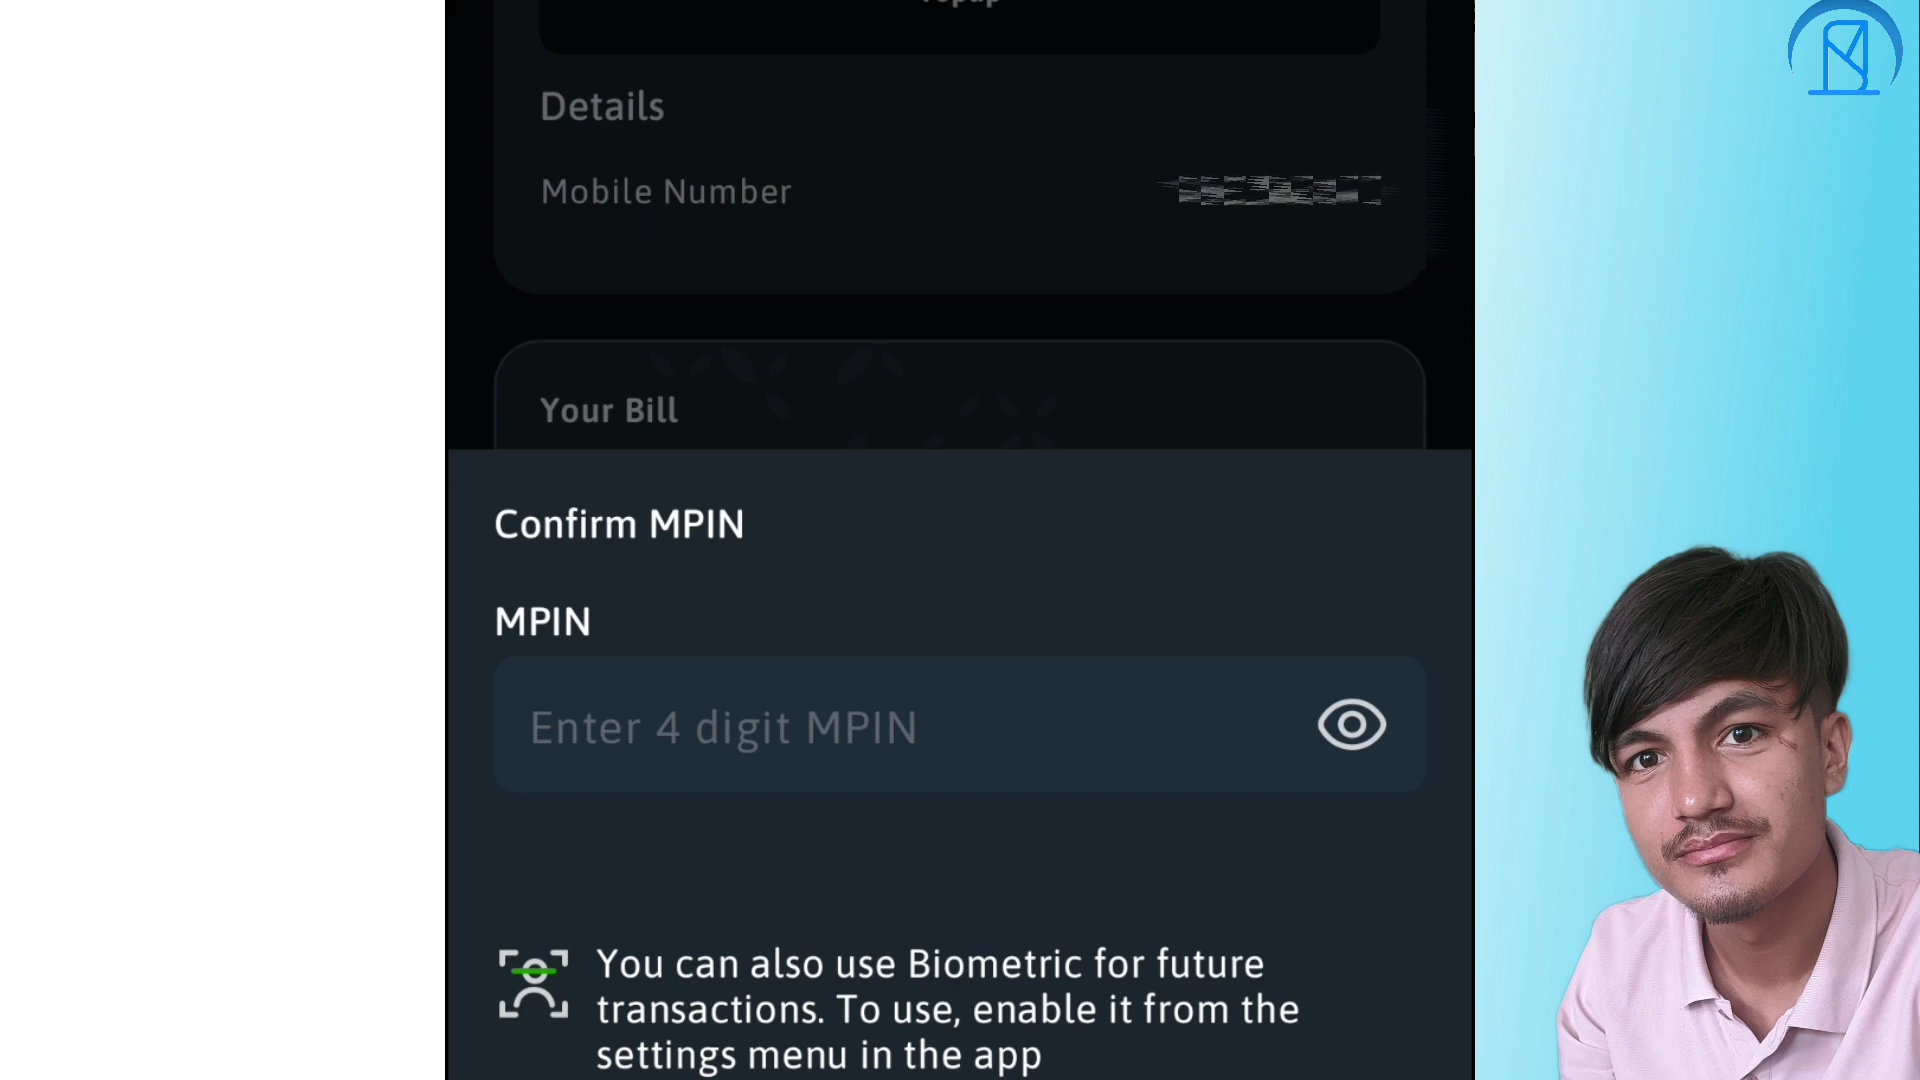 Details
Mobile Number
Your Bill
Confirm MPIN
MPIN
Enter 4 digit MPIN
You can also use Biometric for future
transactions. To use, enable it from the
settings menu in the app